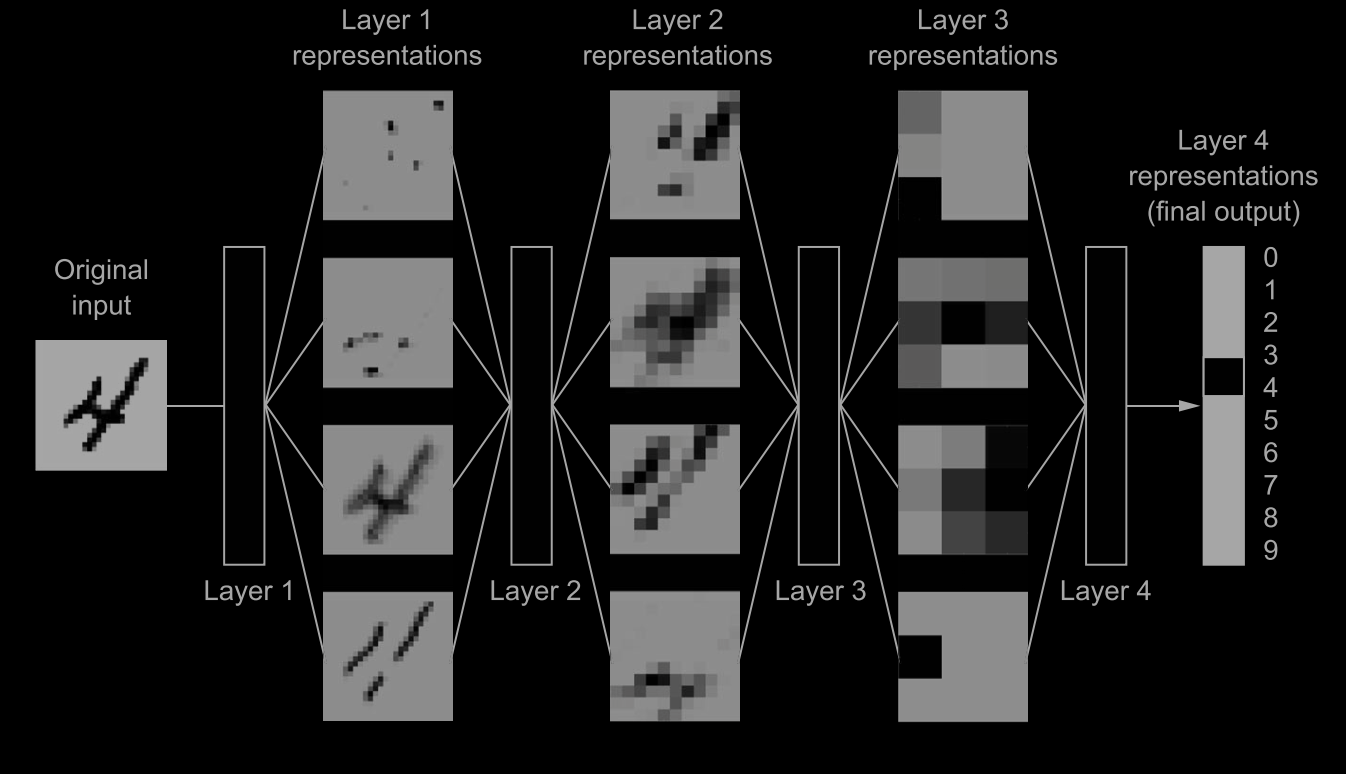 Layer 1
representations
Layer 2
representations
Layer 3
representations
Layer 4
representations
(final output)
Original
input
0
1
2
3
4
5
6
7
8
9
Layer 1
Layer 2
Layer 3
Layer 4